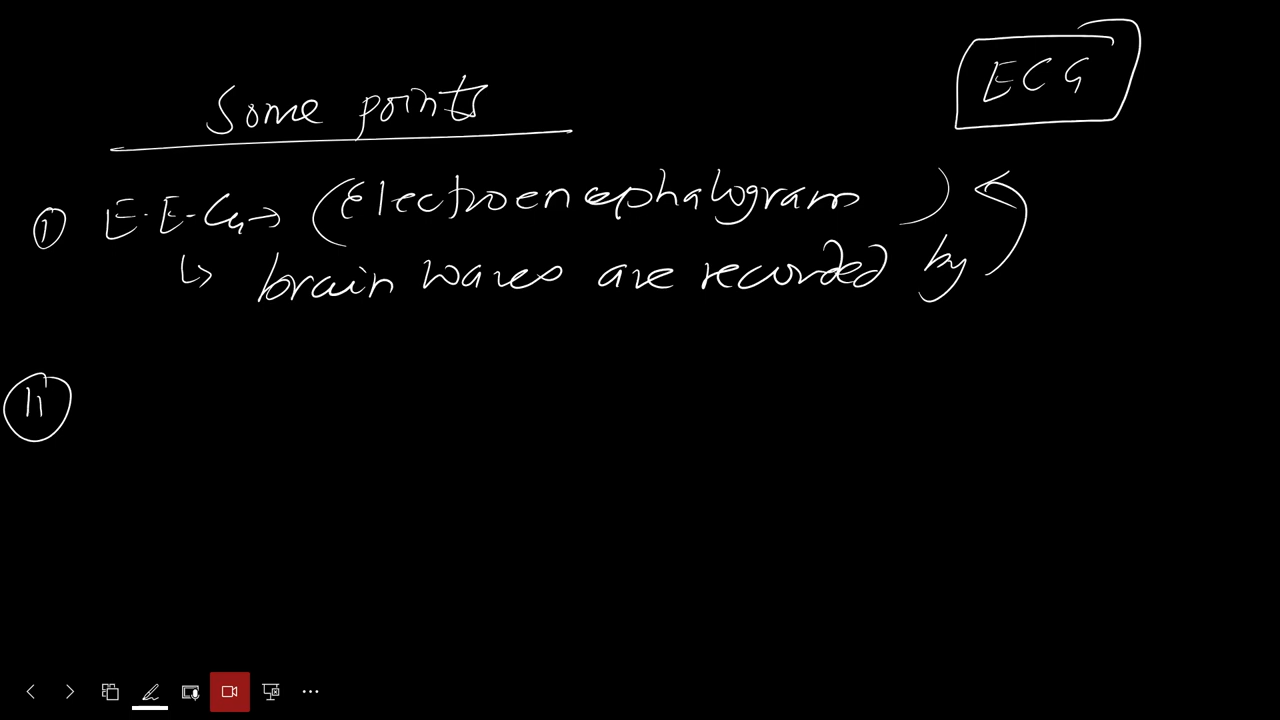 ECG
Some points
① E.E.G → (Electroencephalogram)
↳ brain waves are recorded by
ii